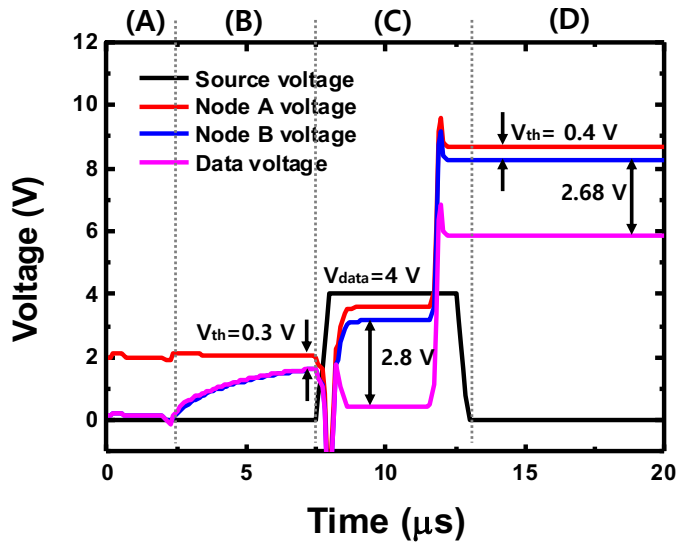 (A) (B) (C) (D)
12
10
8
6
4
2
0
Voltage (V)
Source voltage
Node A voltage
Node B voltage
Data voltage
Vth= 0.4 V
2.68 V
Vdata=4 V
Vth=0.3 V
2.8 V
0 5 10 15 20
Time (μs)